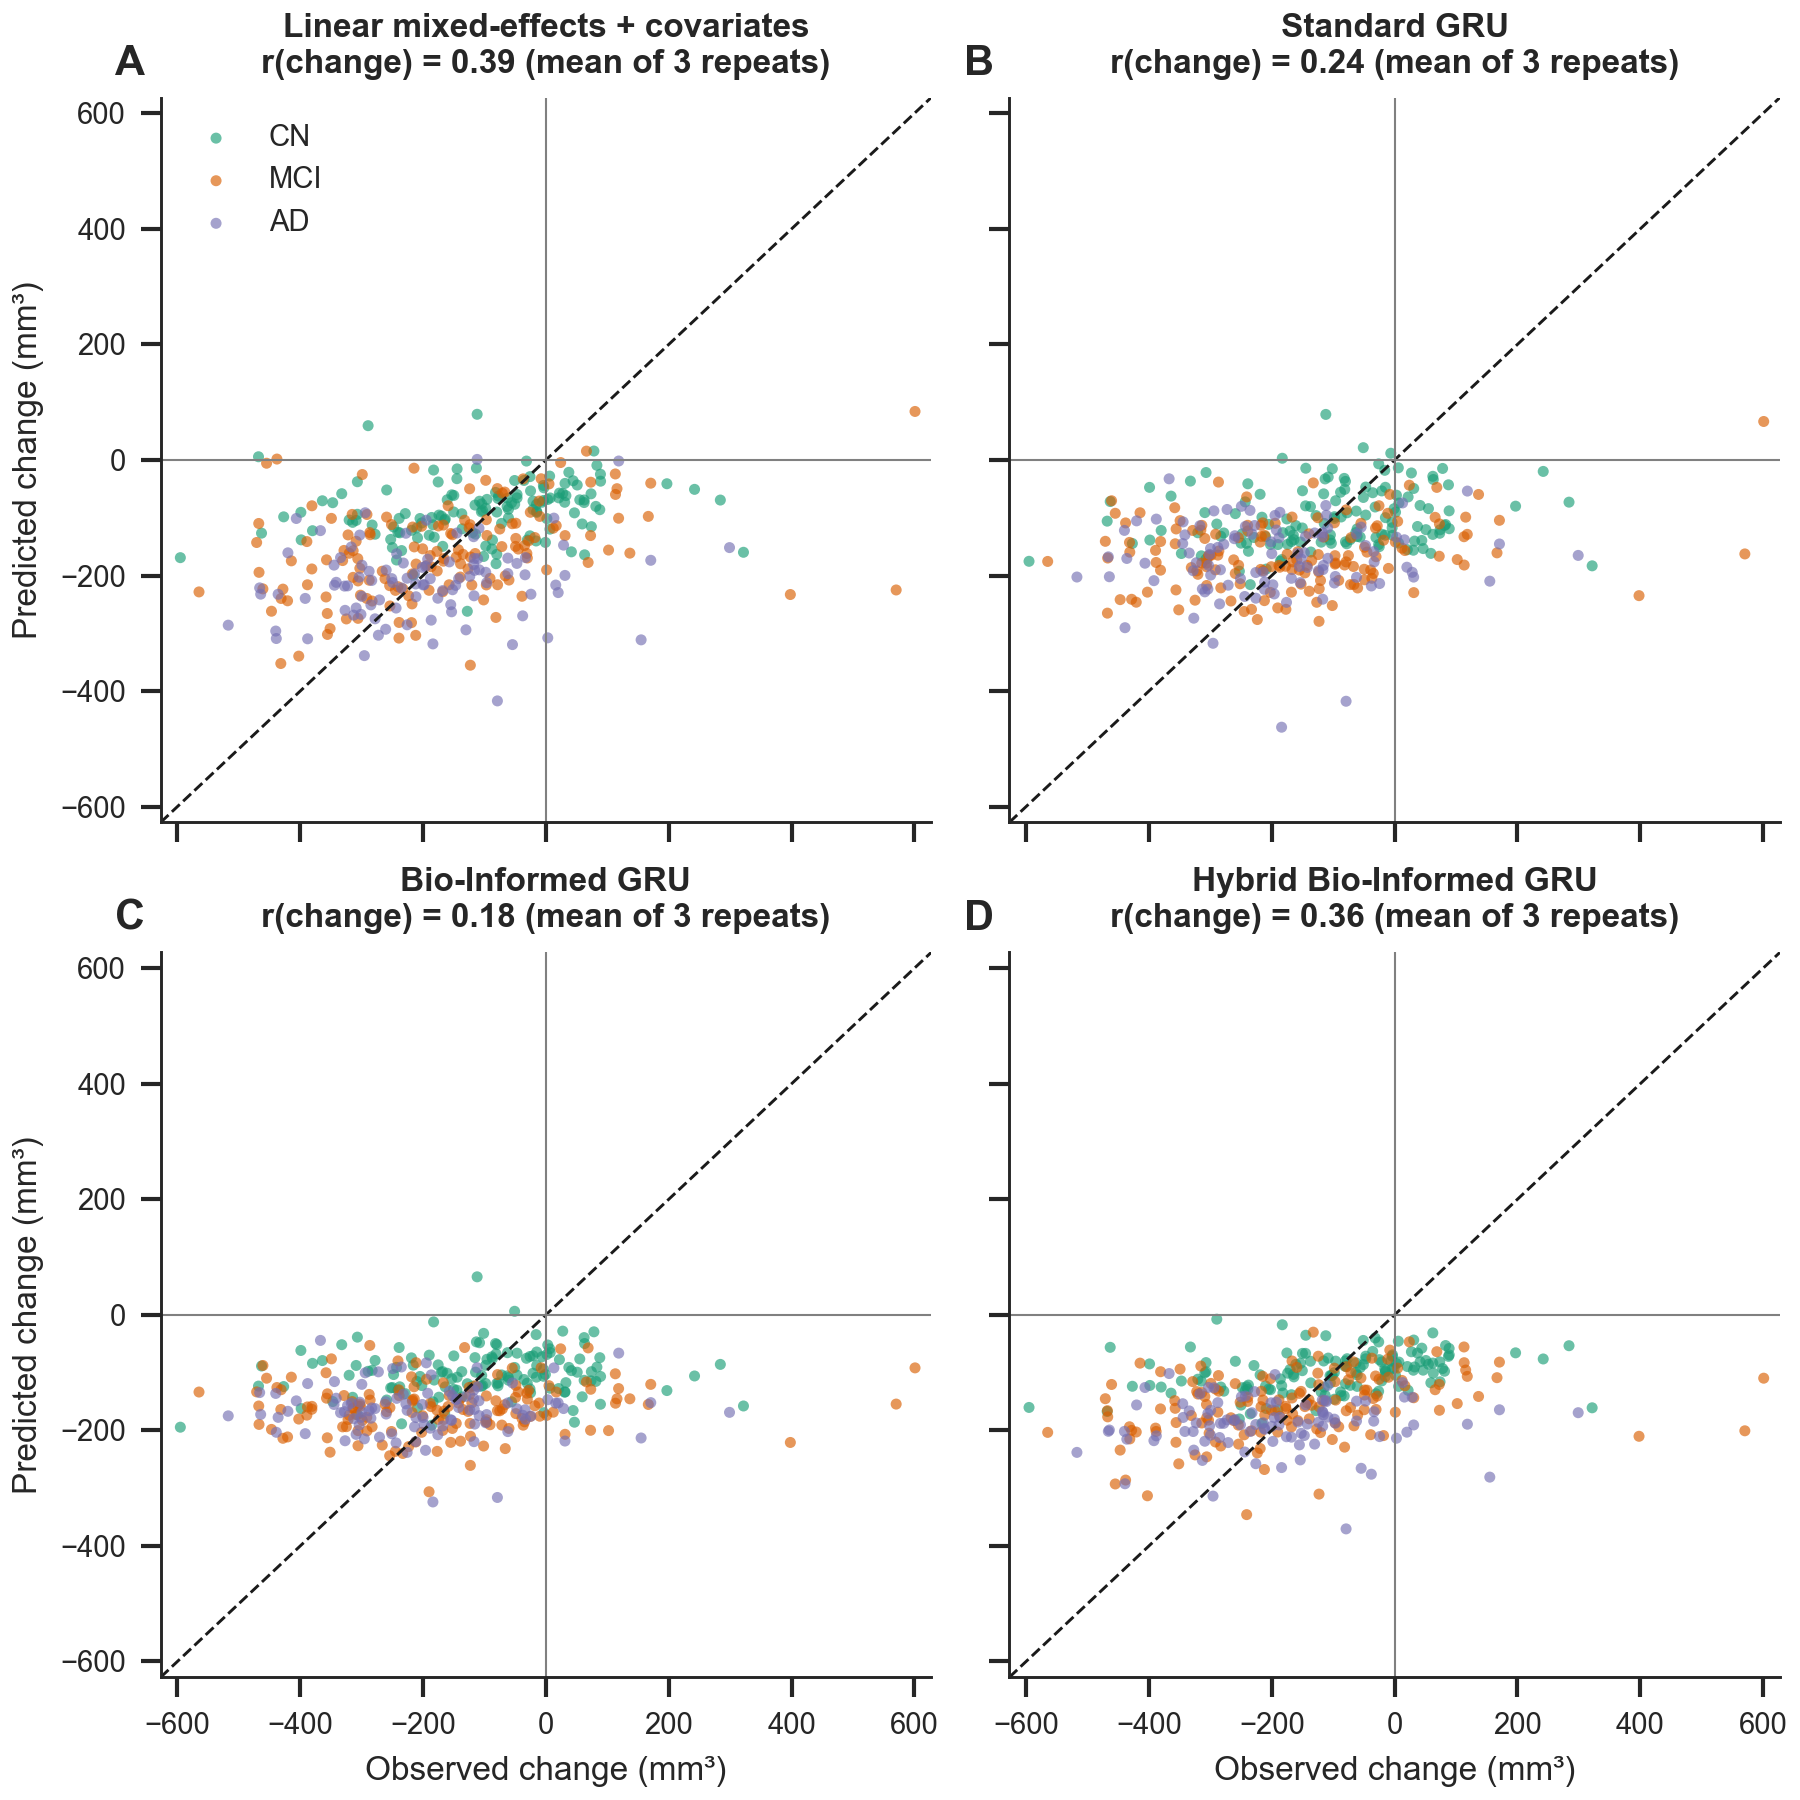 A
Linear mixed-effects + covariates
r(change) = 0.39 (mean of 3 repeats)
B
Standard GRU
r(change) = 0.24 (mean of 3 repeats)
CN
MCI
AD
600
400
200
0
−200
−400
−600
Predicted change (mm³)
C
Bio-Informed GRU
r(change) = 0.18 (mean of 3 repeats)
D
Hybrid Bio-Informed GRU
r(change) = 0.36 (mean of 3 repeats)
600
400
200
0
−200
−400
−600
Predicted change (mm³)
−600 −400 −200 0 200 400 600
Observed change (mm³)
−600 −400 −200 0 200 400 600
Observed change (mm³)